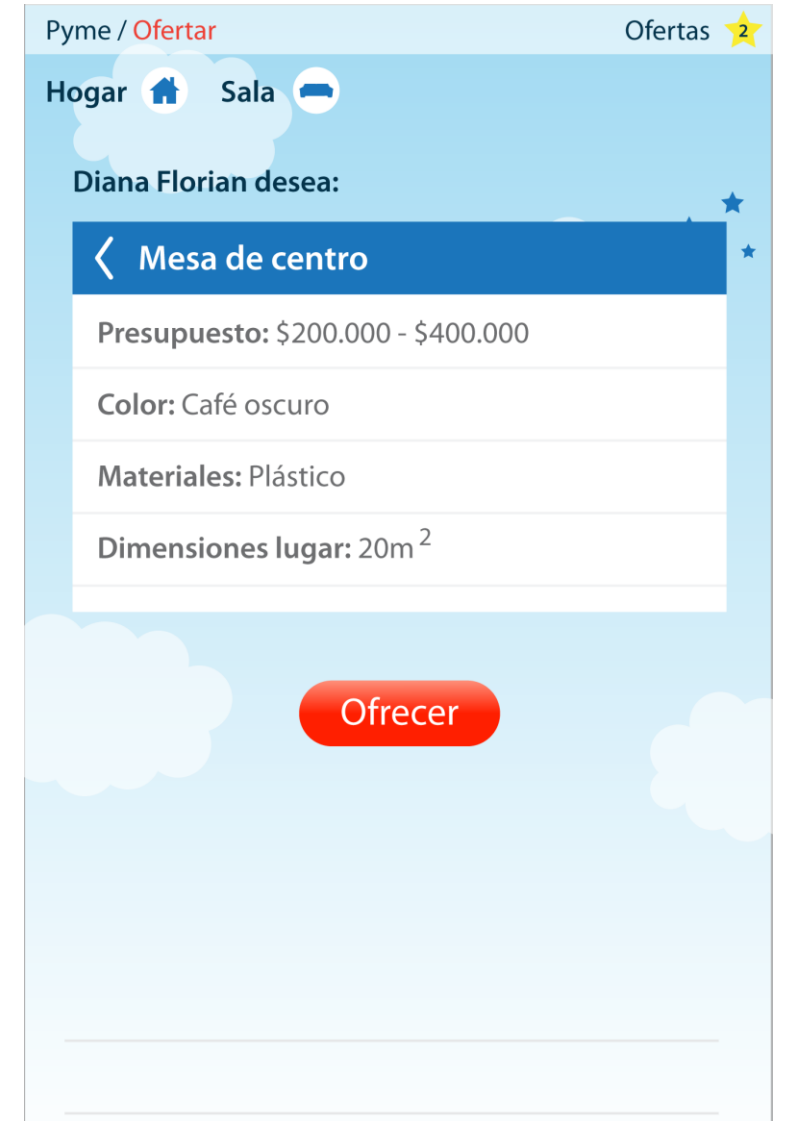 Pyme / Ofertar Ofertas 2
Hogar Sala
Diana Florian desea:
Mesa de centro
Presupuesto: $200.000 - $400.000
Color: Café oscuro
Materiales: Plástico
Dimensiones lugar: 20m 2
Ofrecer